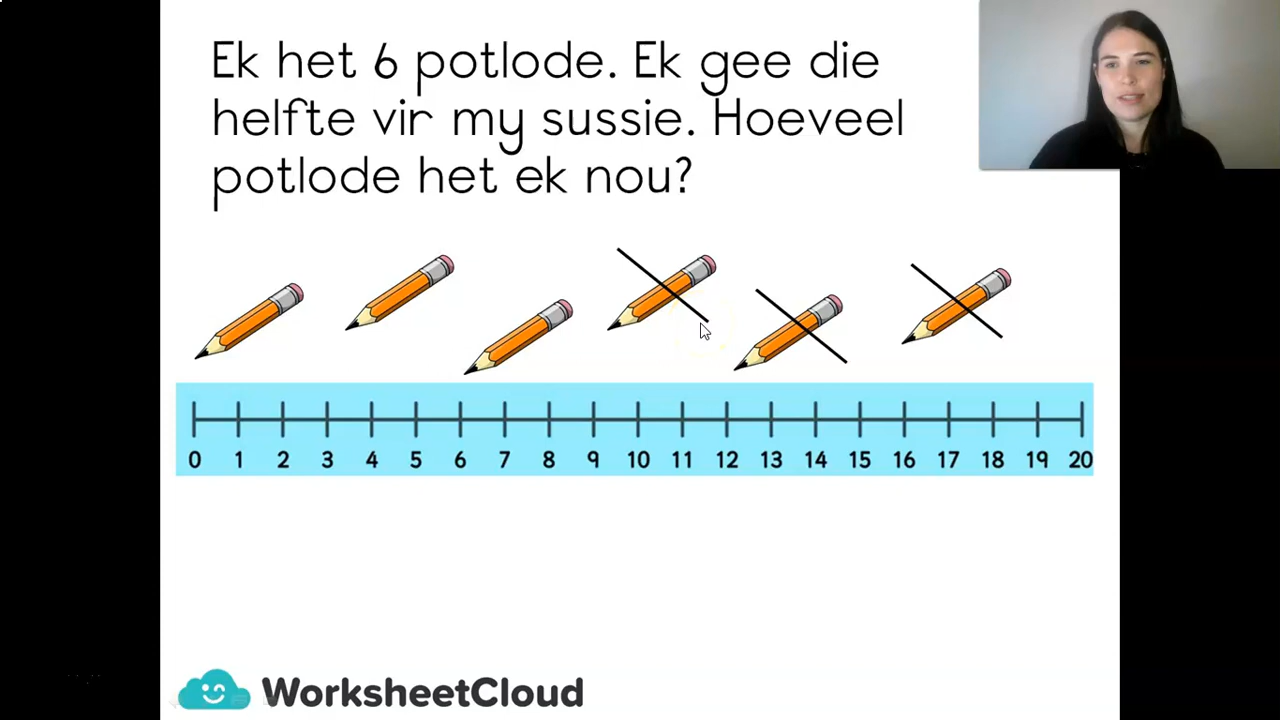 Ek het 6 potlode. Ek gee die
helfte vir my sussie. Hoeveel
potlode het ek nou?
0 1 2 3 4 5 6 7 8 9 10 11 12 13 14 15 16 17 18 19 20
WorksheetCloud